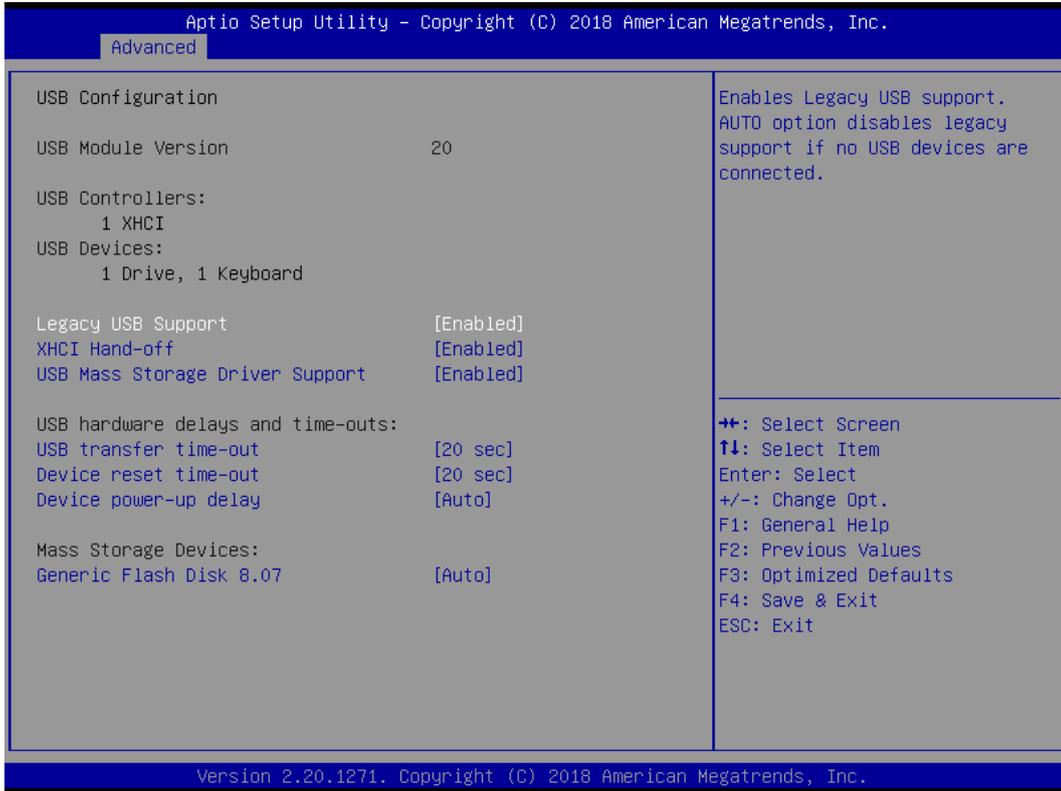 Aptio Setup Utility – Copyright (C) 2018 American Megatrends, Inc.
Advanced
USB Configuration
USB Module Version 20
USB Controllers:
1 XHCI
USB Devices:
1 Drive, 1 Keyboard
Legacy USB Support [Enabled]
XHCI Hand-off [Enabled]
USB Mass Storage Driver Support [Enabled]
USB hardware delays and time-outs:
USB transfer time-out [20 sec]
Device reset time-out [20 sec]
Device power-up delay [Auto]
Mass Storage Devices:
Generic Flash Disk 8.07 [Auto]
Enables Legacy USB support.
AUTO option disables legacy
support if no USB devices are
connected.
→←: Select Screen
↑↓: Select Item
Enter: Select
+/-: Change Opt.
F1: General Help
F2: Previous Values
F3: Optimized Defaults
F4: Save & Exit
ESC: Exit
Version 2.20.1271. Copyright (C) 2018 American Megatrends, Inc.